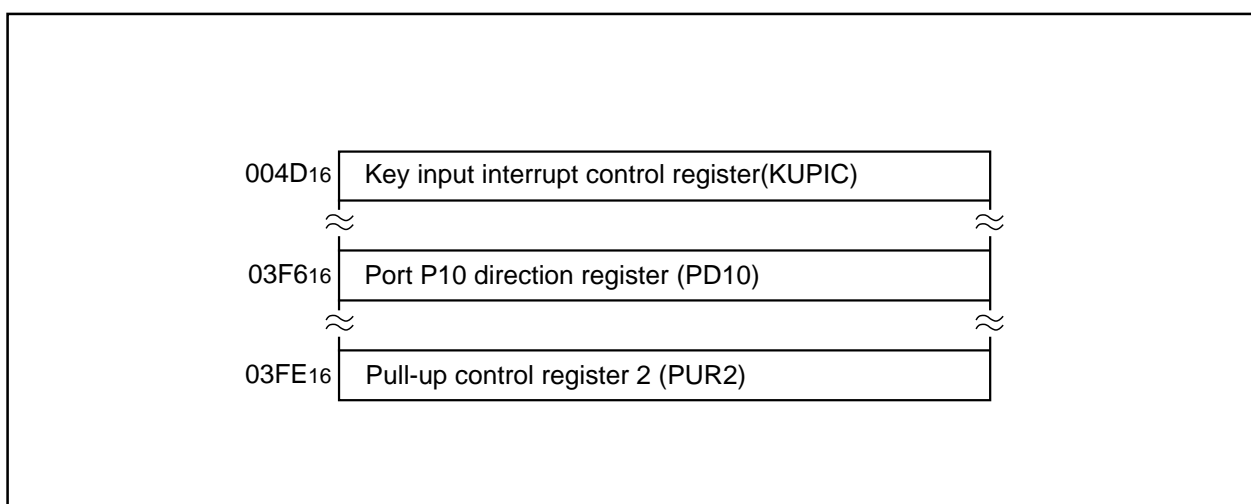 004D16 Key input interrupt control register(KUPIC)
03F616 Port P10 direction register (PD10)
03FE16 Pull-up control register 2 (PUR2)